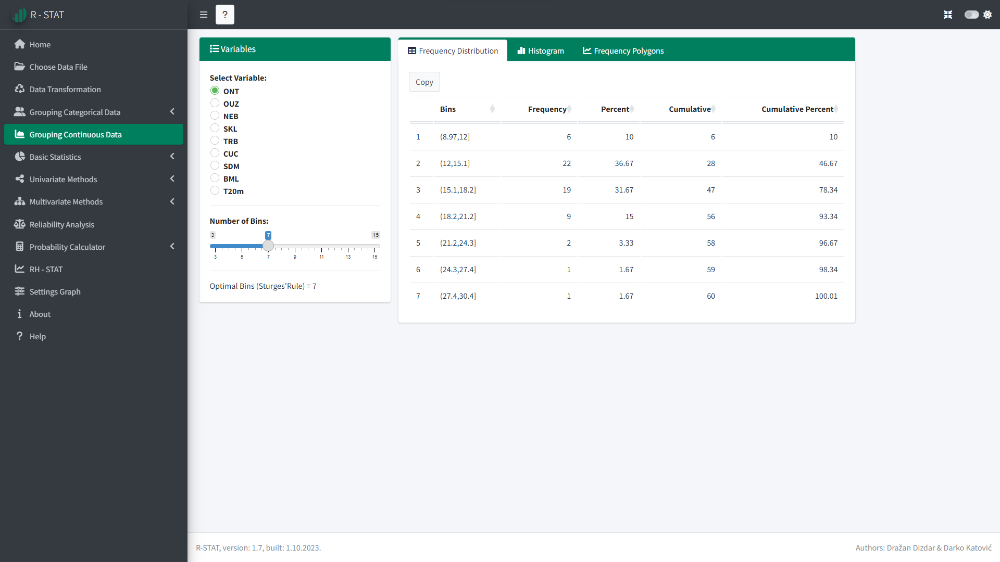 R - STAT
?
Home
Choose Data File
Data Transformation
Grouping Categorical Data
Grouping Continuous Data
Basic Statistics
Univariate Methods
Multivariate Methods
Reliability Analysis
Probability Calculator
RH - STAT
Settings Graph
About
Help
Variables
Select Variable:
ONT
OUZ
NEB
SKL
TRB
CUC
SDM
BML
T20m
Number of Bins:
3 7 15
3 5 7 9 11 13 15
Optimal Bins (Sturges'Rule) = 7
Frequency Distribution Histogram Frequency Polygons
Copy
Bins Frequency Percent Cumulative Cumulative Percent
1 (8.97,12] 6 10 6 10
2 (12,15.1] 22 36.67 28 46.67
3 (15.1,18.2] 19 31.67 47 78.34
4 (18.2,21.2] 9 15 56 93.34
5 (21.2,24.3] 2 3.33 58 96.67
6 (24.3,27.4] 1 1.67 59 98.34
7 (27.4,30.4] 1 1.67 60 100.01
R-STAT, version: 1.7, built: 1.10.2023.
Authors: Dražan Dizdar & Darko Katović